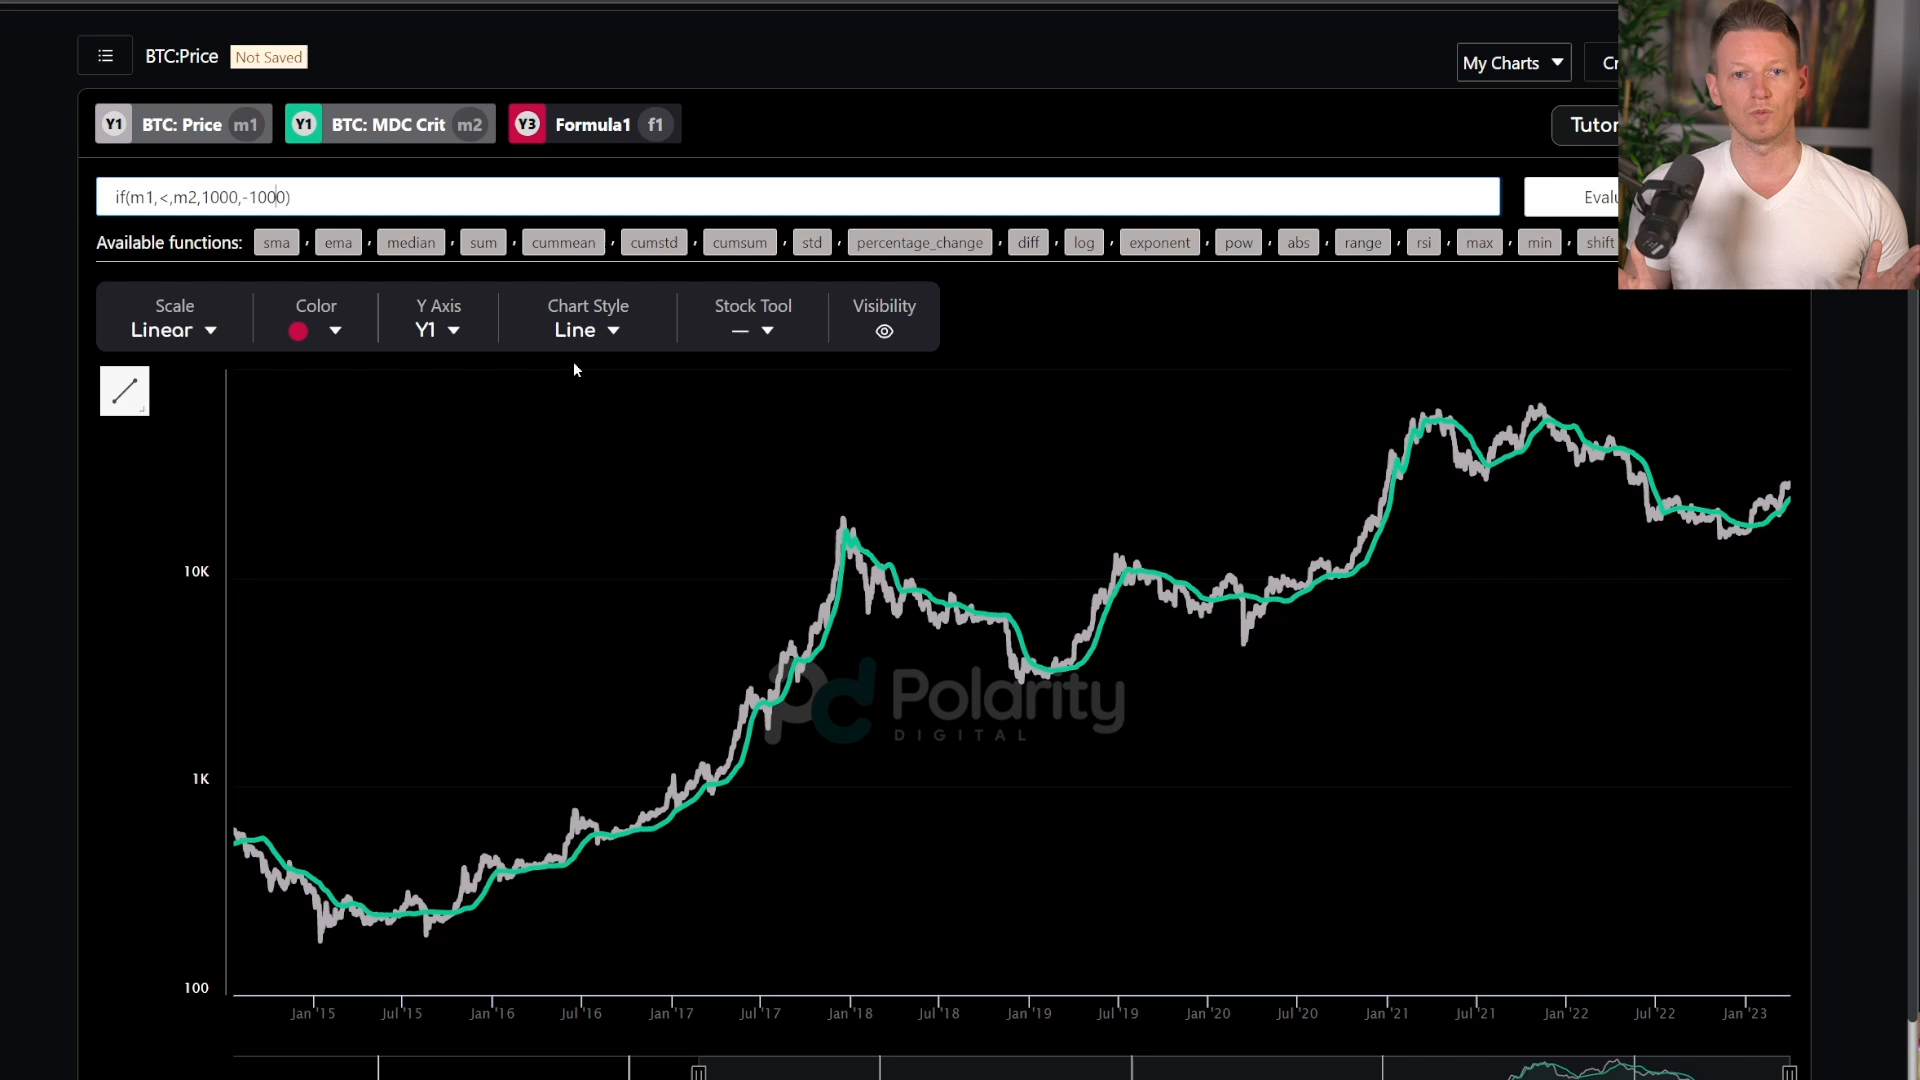 BTC:Price Not Saved
My Charts
Y1 BTC: Price m1 Y1 BTC: MDC Crit m2 Y3 Formula1 f1
if(m1,<,m2,1000,-1000)
Available functions: sma , ema , median , sum , cummean , cumstd , cumsum , std , percentage_change , diff , log , exponent , pow , abs , range , rsi , max , min , shift
Scale Color Y Axis Chart Style Stock Tool Visibility
Linear Y1 Line —
10K
1K
100
Polarity
DIGITAL
Jan '15 Jul '15 Jan '16 Jul '16 Jan '17 Jul '17 Jan '18 Jul '18 Jan '19 Jul '19 Jan '20 Jul '20 Jan '21 Jul '21 Jan '22 Jul '22 Jan '23